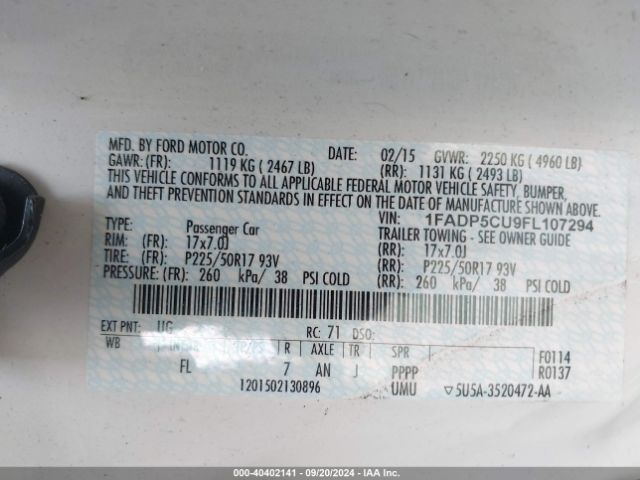 MFD. BY FORD MOTOR CO.
DATE: 02/15 GVWR: 2250 KG ( 4960 LB)
GAWR: (FR): 1119 KG ( 2467 LB) (RR): 1131 KG ( 2493 LB)
THIS VEHICLE CONFORMS TO ALL APPLICABLE FEDERAL MOTOR VEHICLE SAFETY, BUMPER,
AND THEFT PREVENTION STANDARDS IN EFFECT ON THE DATE OF MANUFACTURE SHOWN ABOVE.
VIN: 1FADP5CU9FL107294
TYPE: Passenger Car TRAILER TOWING - SEE OWNER GUIDE
RIM: (FR): 17x7.0J (RR): 17x7.0J
TIRE: (FR): P225/50R17 93V (RR): P225/50R17 93V
PRESSURE: (FR): 260 kPa/ 38 PSI COLD (RR): 260 kPa/ 38 PSI COLD
EXT PNT: UG RC: 71 DSO:
WB R AXLE TR SPR F0114
FL 7 AN J PPPP R0137
1201502130896 UMU ▽5U5A-3520472-AA
000-40402141 - 09/20/2024 - IAA Inc.